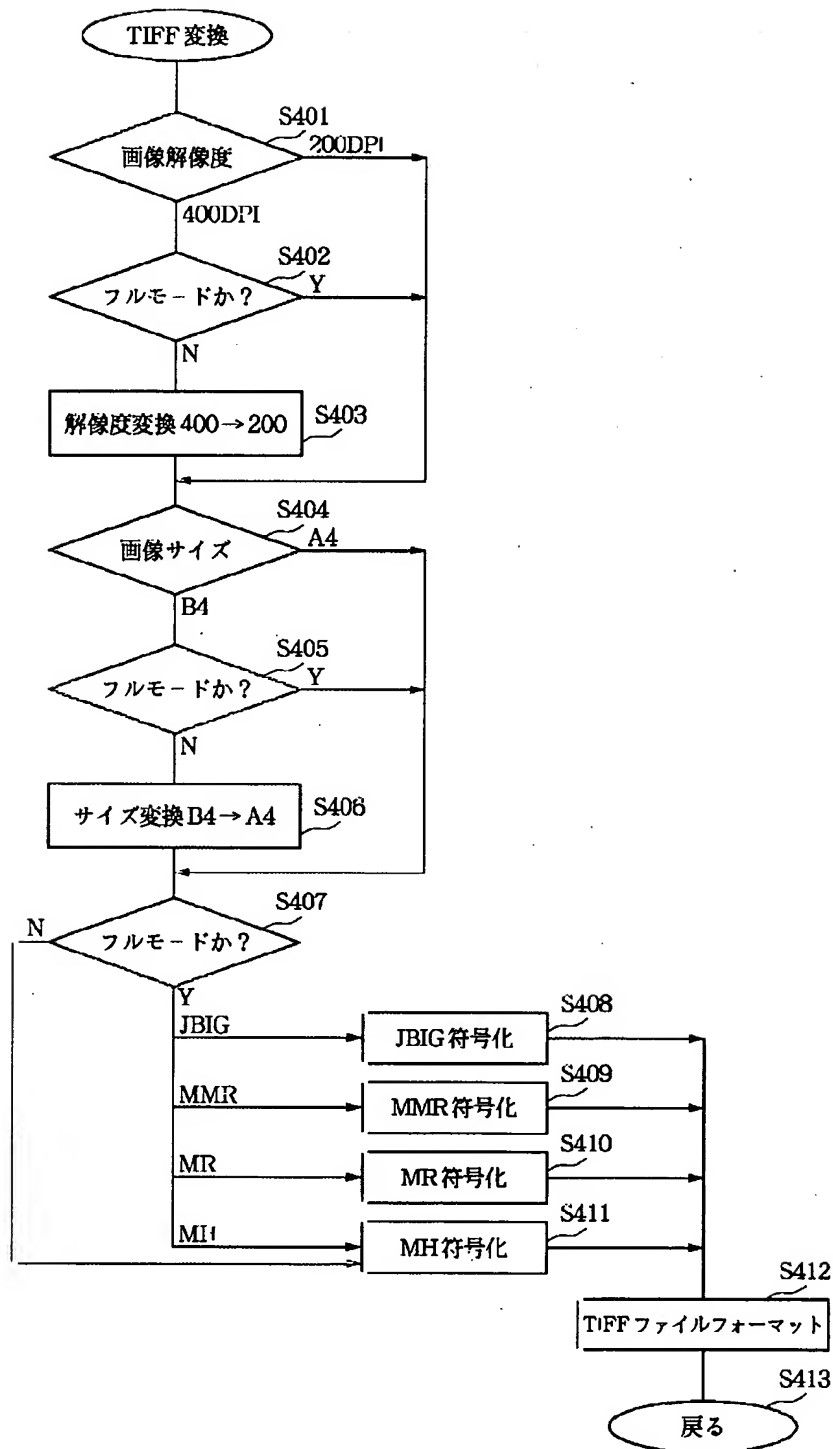 TIFF変換
S401
画像解像度
200DPI
400DPI
S402
フルモードか?
Y
N
解像度変換400→200
S403
S404
画像サイズ
A4
B4
S405
フルモードか?
Y
N
サイズ変換B4→A4
S406
S407
N
フルモードか?
Y
JBIG
JBIG符号化
S408
MMR
MMR符号化
S409
MR
MR符号化
S410
MH
MH符号化
S411
S412
TIFFファイルフォーマット
S413
戻る